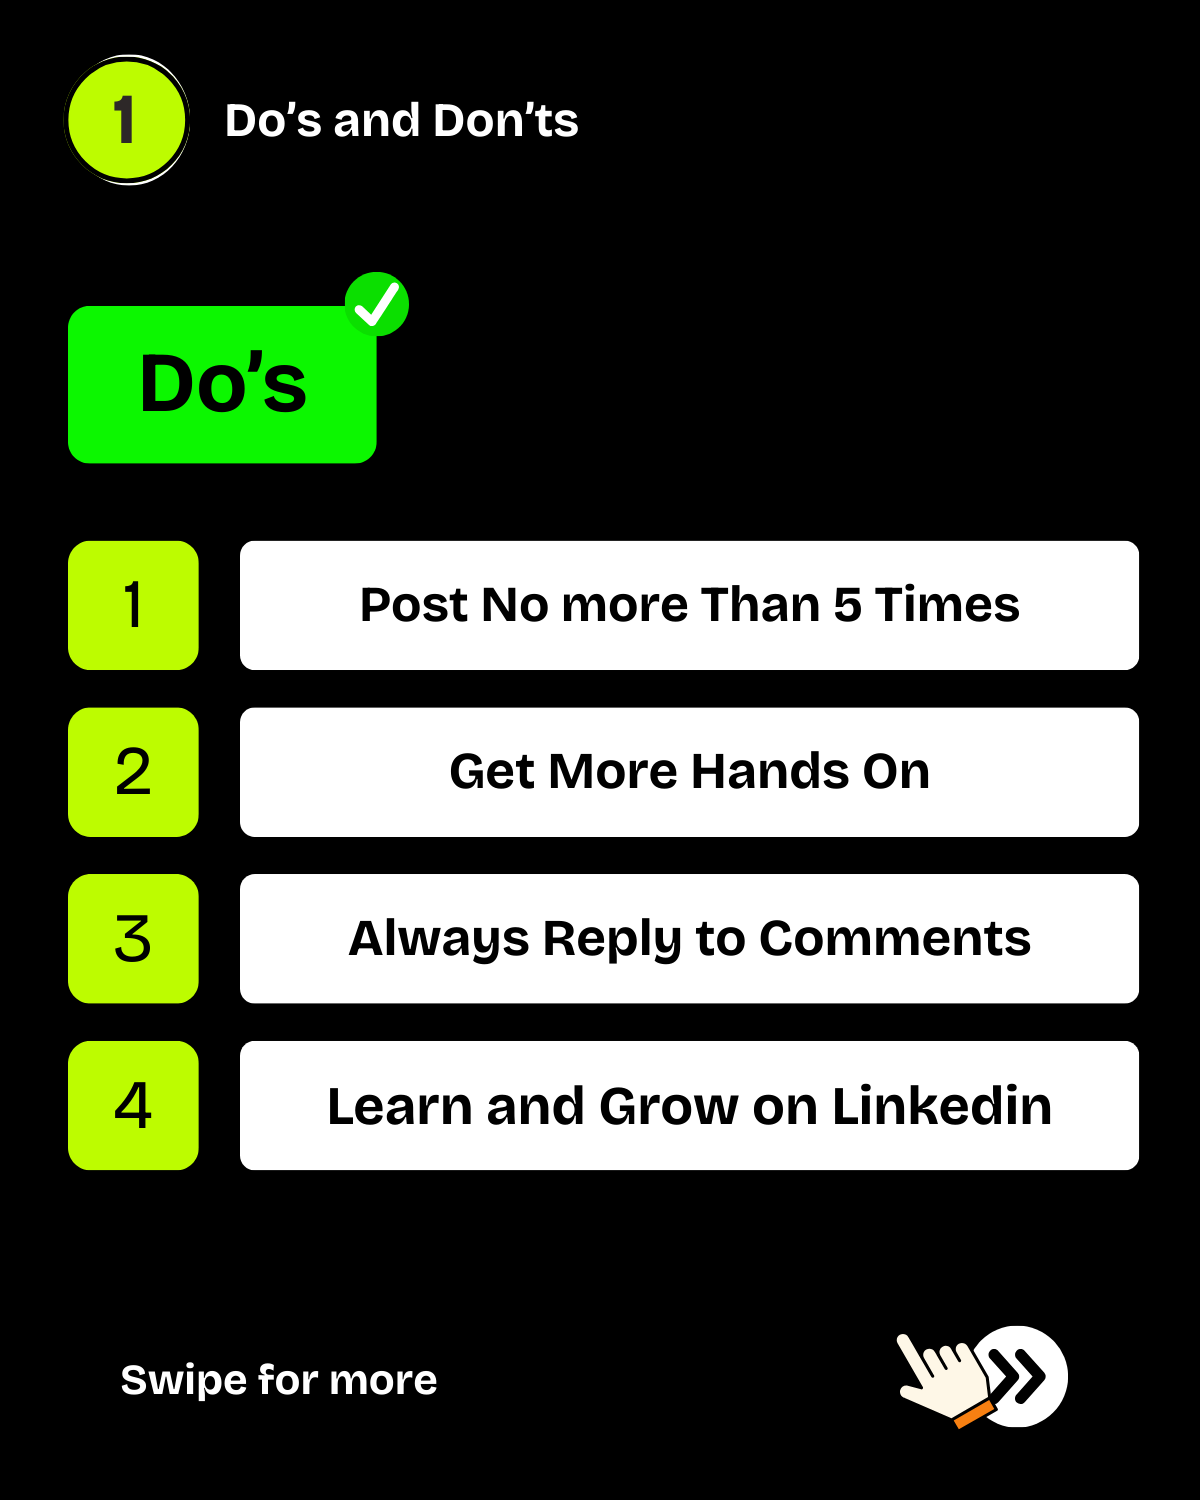 1
Do’s and Don’ts
Do’s
1
Post No more Than 5 Times
2
Get More Hands On
3
Always Reply to Comments
4
Learn and Grow on Linkedin
Swipe for more